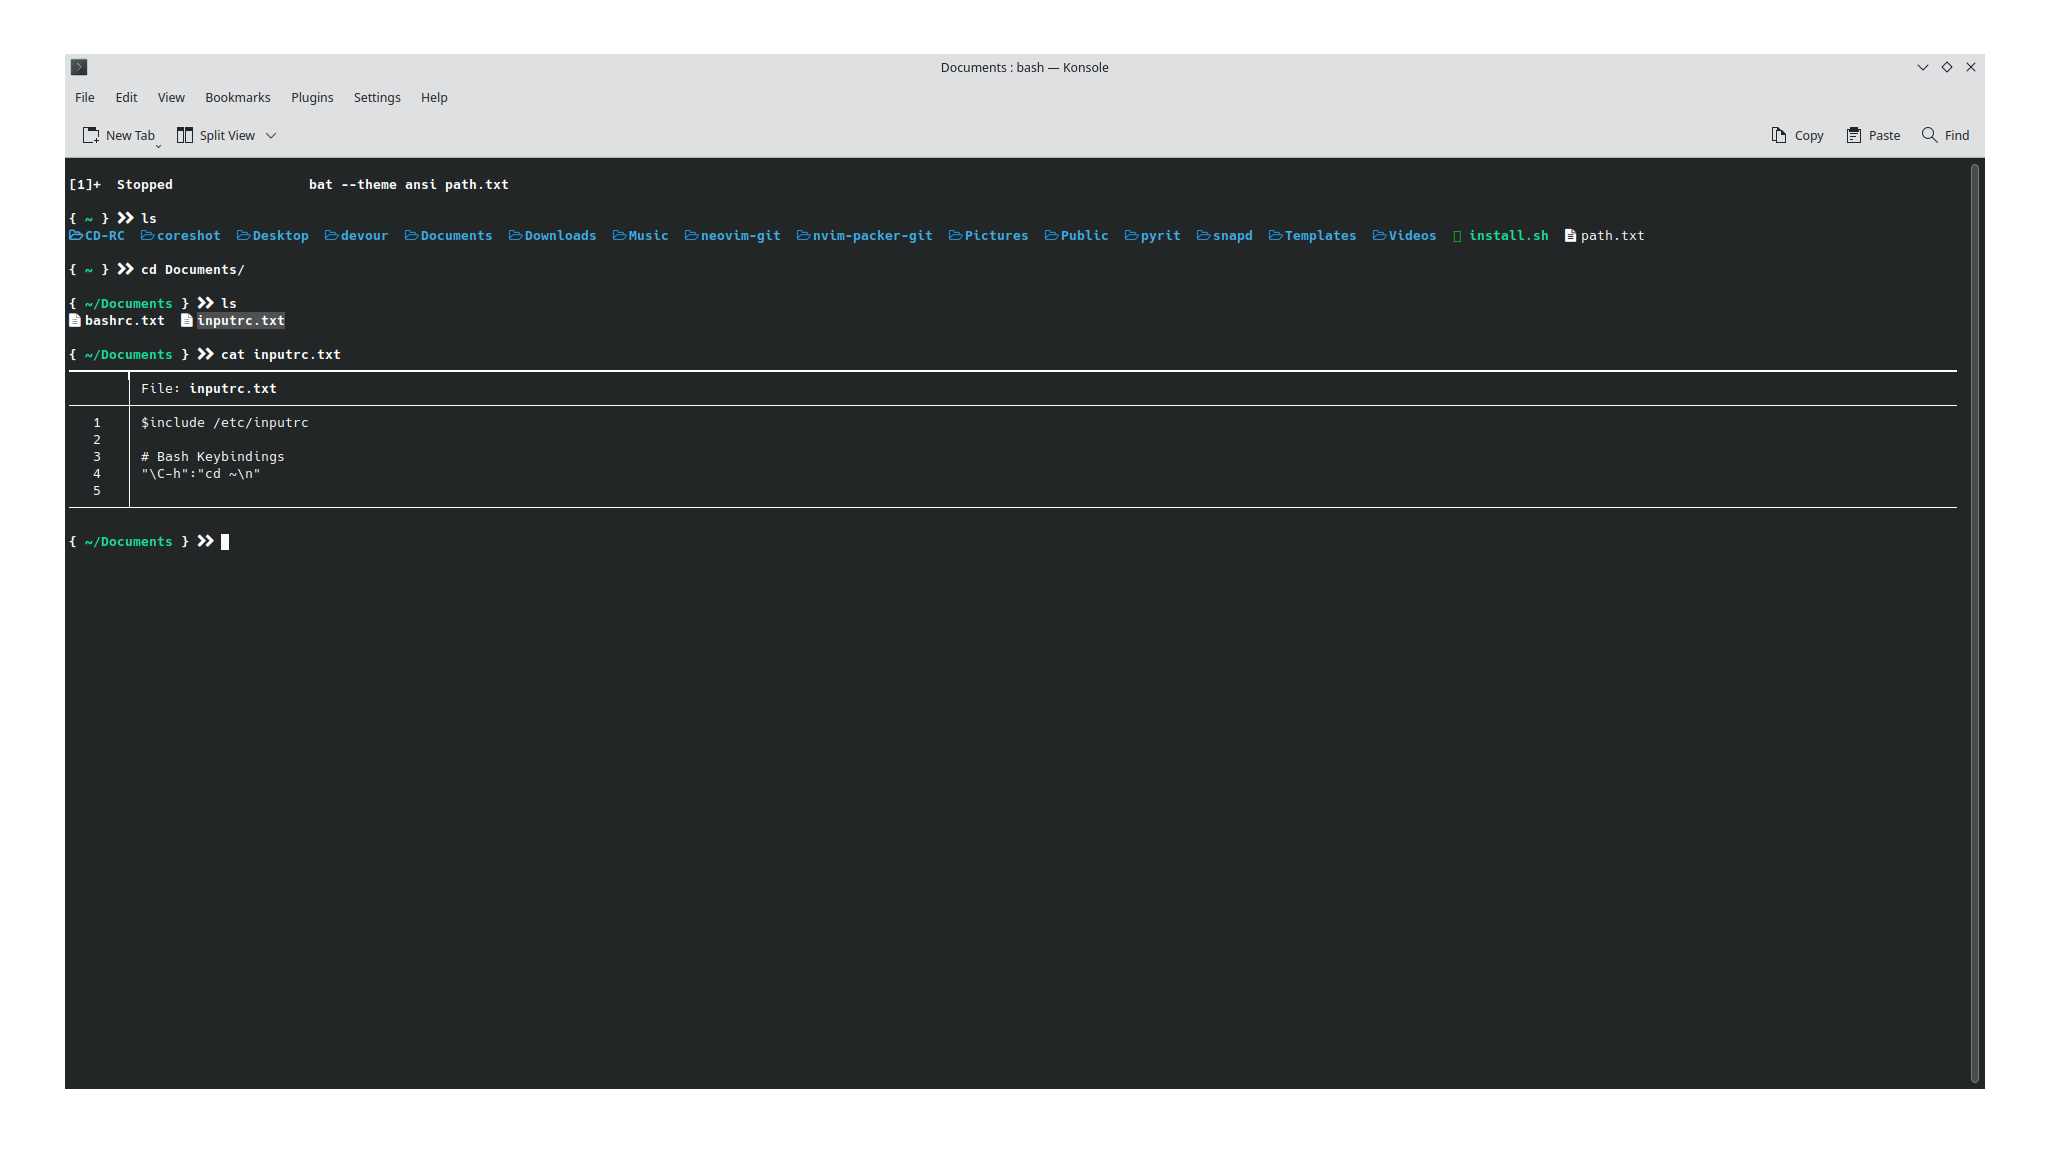 Documents : bash — Konsole
File Edit View Bookmarks Plugins Settings Help
New Tab Split View Copy Paste Find
[1]+  Stopped                 bat --theme ansi path.txt
{ ~ } ls
CD-RC coreshot Desktop devour Documents Downloads Music neovim-git nvim-packer-git Pictures Public pyrit snapd Templates Videos install.sh path.txt
{ ~ } cd Documents/
{ ~/Documents } ls
bashrc.txt inputrc.txt
{ ~/Documents } cat inputrc.txt
File: inputrc.txt
1 $include /etc/inputrc
2
3 # Bash Keybindings
4 "\C-h":"cd ~\n"
5
{ ~/Documents }